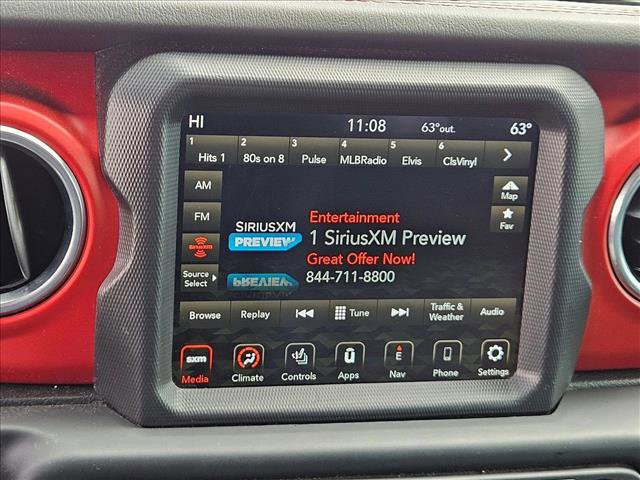 HI 11:08 63°out. 63°
1 Hits 1 2 80s on 8 3 Pulse 4 MLBRadio 5 Elvis 6 ClsVinyl
AM
Map
FM
Fav
SiriusXM
Source
Select
SIRIUSXM
PREVIEW
Entertainment
1 SiriusXM Preview
Great Offer Now!
844-711-8800
Browse Replay Tune Traffic &
Weather Audio
sxm E
Media Climate Controls Apps Nav Phone Settings